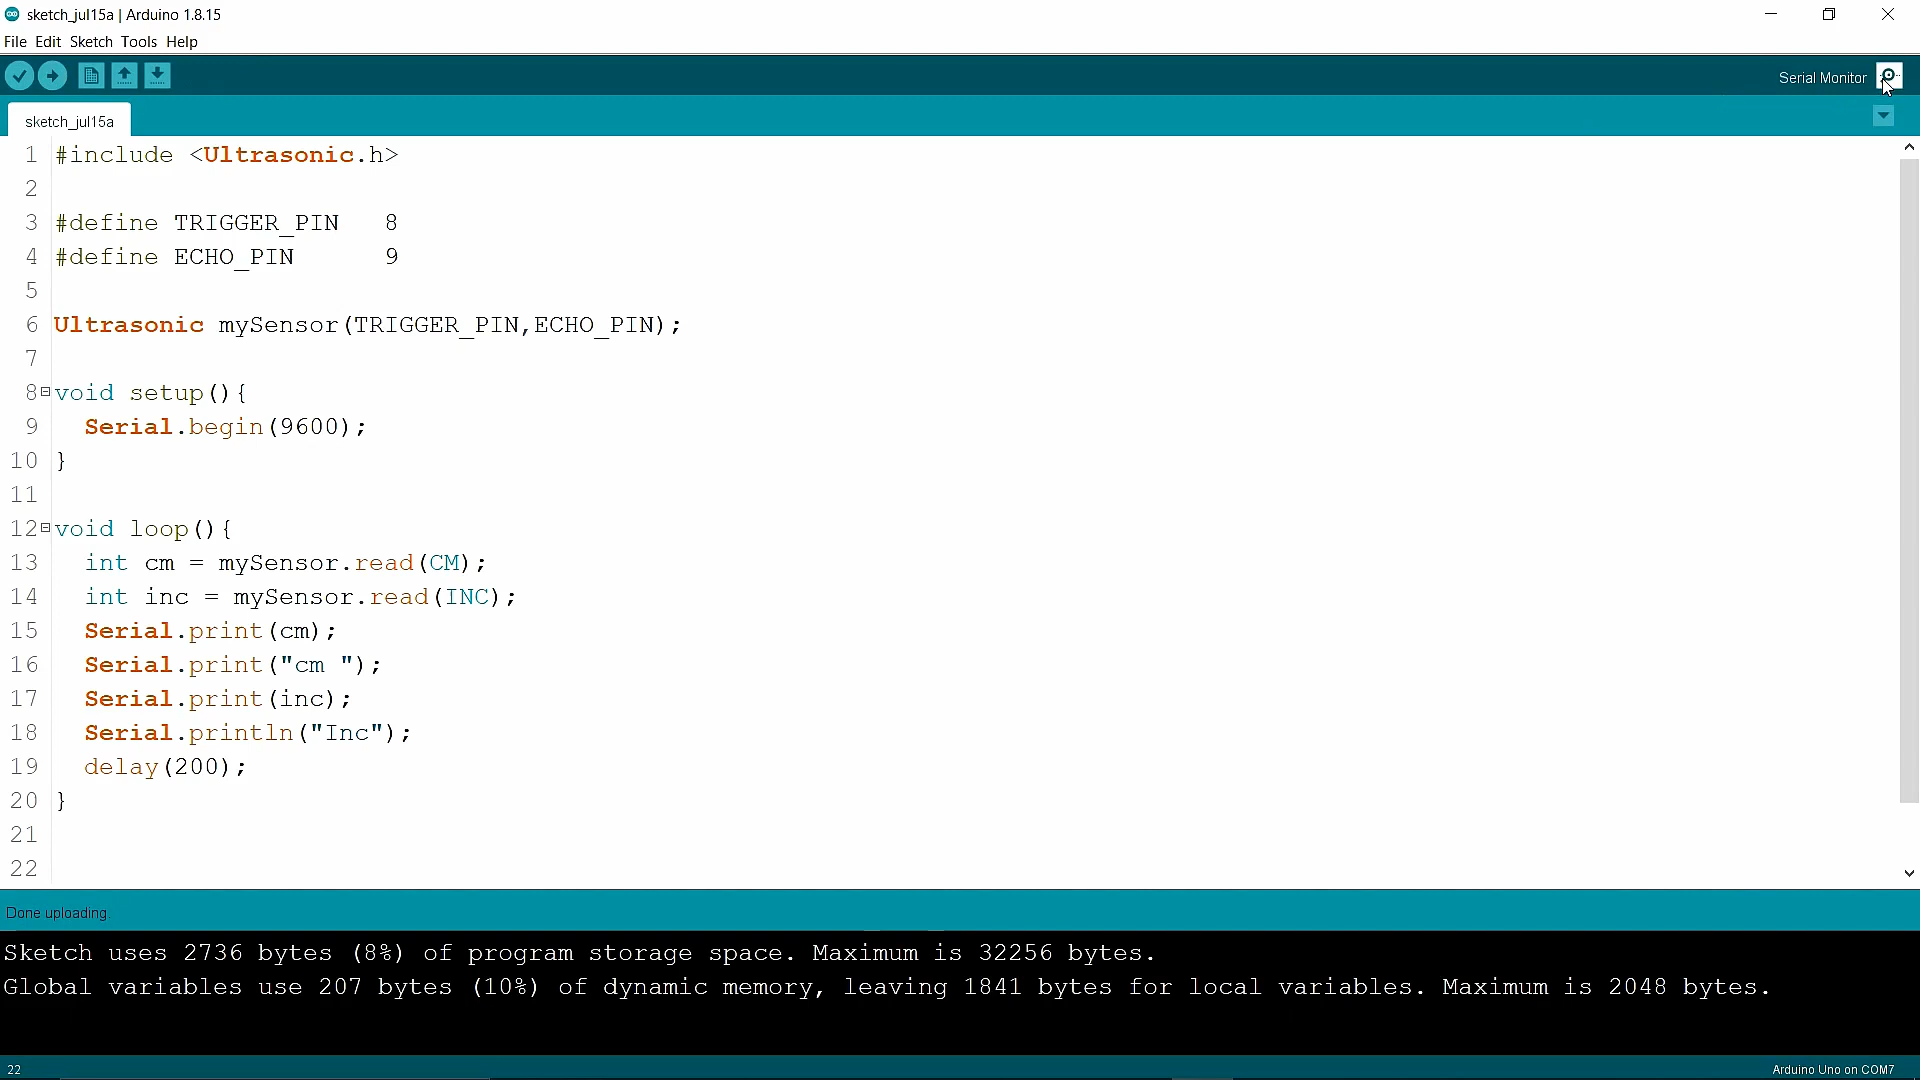 sketch_jul15a | Arduino 1.8.15
File Edit Sketch Tools Help
Serial Monitor
sketch_jul15a
1 #include <Ultrasonic.h>
2
3 #define TRIGGER_PIN   8
4 #define ECHO_PIN      9
5
6 Ultrasonic mySensor(TRIGGER_PIN,ECHO_PIN);
7
8 void setup(){
9   Serial.begin(9600);
10 }
11
12 void loop(){
13   int cm = mySensor.read(CM);
14   int inc = mySensor.read(INC);
15   Serial.print(cm);
16   Serial.print("cm ");
17   Serial.print(inc);
18   Serial.println("Inc");
19   delay(200);
20 }
21
22
Done uploading.
Sketch uses 2736 bytes (8%) of program storage space. Maximum is 32256 bytes.
Global variables use 207 bytes (10%) of dynamic memory, leaving 1841 bytes for local variables. Maximum is 2048 bytes.
22
Arduino Uno on COM7